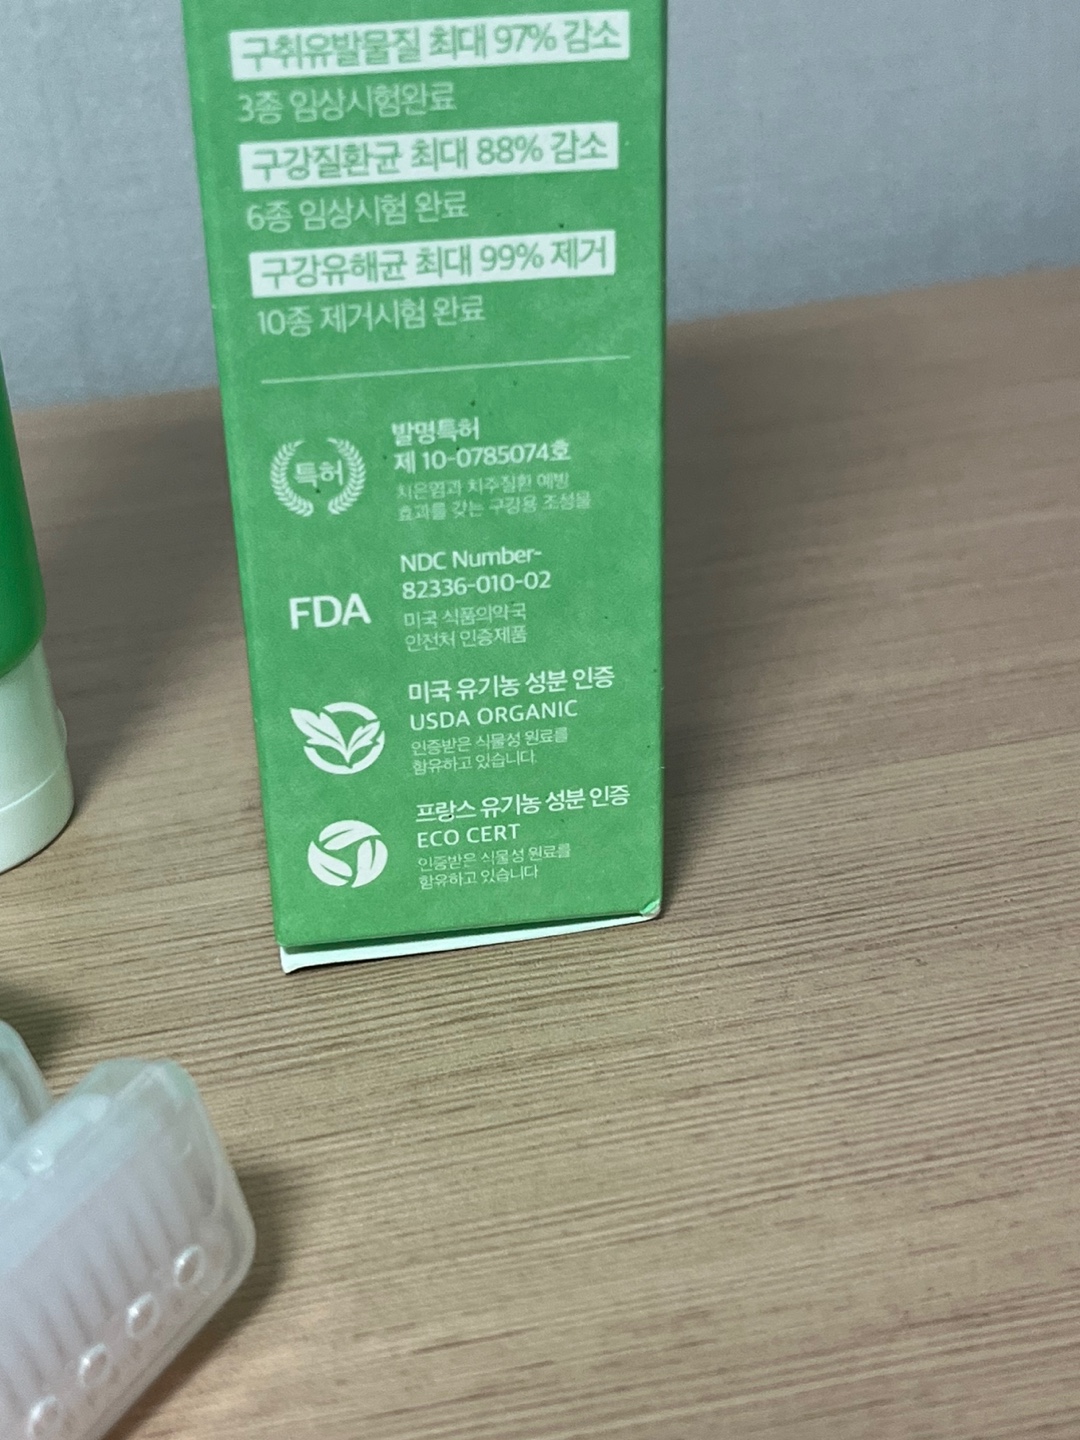 구취유발물질 최대 97% 감소
3종 임상시험완료
구강질환균 최대 88% 감소
6종 임상시험 완료
구강유해균 최대 99% 제거
10종 제거시험 완료
특허
발명특허
제 10-0785074호
치은염과 치주질환 예방
효과를 갖는 구강용 조성물
FDA
NDC Number-
82336-010-02
미국 식품의약국
안전처 인증제품
미국 유기농 성분 인증
USDA ORGANIC
인증받은 식물성 원료를
함유하고 있습니다.
프랑스 유기농 성분 인증
ECO CERT
인증받은 식물성 원료를
함유하고 있습니다